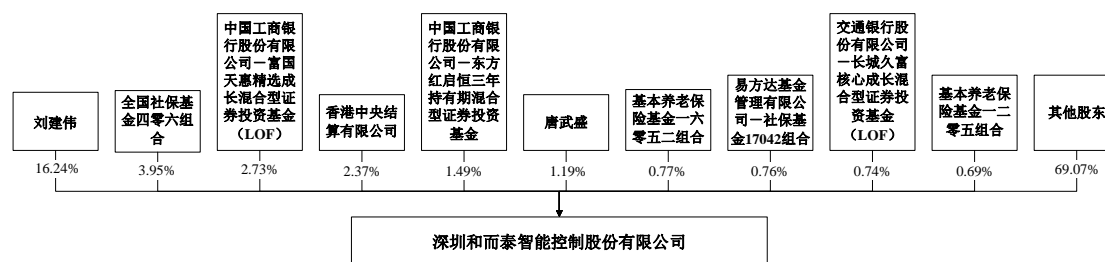 刘建伟
全国社保基
金四零六组
合
中国工商银
行股份有限
公司－富国
天惠精选成
长混合型证
券投资基金
（LOF）
香港中央结
算有限公司
中国工商银
行股份有限
公司－东方
红启恒三年
持有期混合
型证券投资
基金
唐武盛
基本养老保
险基金一六
零五二组合
易方达基金
管理有限公
司－社保基
金17042组合
交通银行股
份有限公司
－长城久富
核心成长混
合型证券投
资基金
（LOF）
基本养老保
险基金一二
零五组合
其他股东
16.24%
3.95%
2.73%
2.37%
1.49%
1.19%
0.77%
0.76%
0.74%
0.69%
69.07%
深圳和而泰智能控制股份有限公司